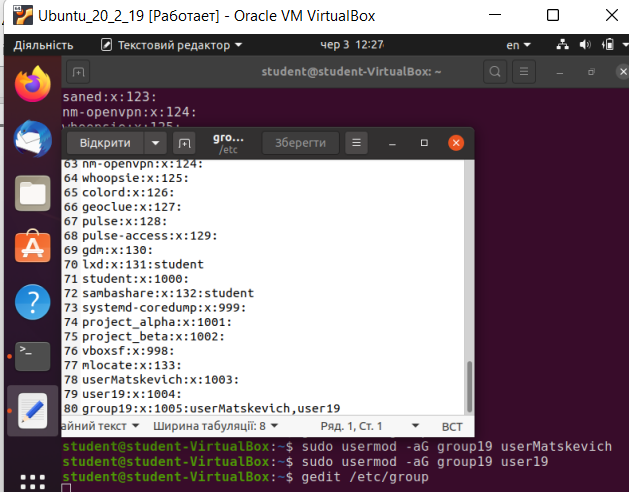 Ubuntu_20_2_19 [Работает] - Oracle VM VirtualBox
Діяльність Текстовий редактор чер 3 12:27 en
student@student-VirtualBox: ~
saned:x:123:
nm-openvpn:x:124:
whoopsie:x:125:
Відкрити gro... Зберегти
/etc
63 nm-openvpn:x:124:
64 whoopsie:x:125:
65 colord:x:126:
66 geoclue:x:127:
67 pulse:x:128:
68 pulse-access:x:129:
69 gdm:x:130:
70 lxd:x:131:student
71 student:x:1000:
72 sambashare:x:132:student
73 systemd-coredump:x:999:
74 project_alpha:x:1001:
75 project_beta:x:1002:
76 vboxsf:x:998:
77 mlocate:x:133:
78 userMatskevich:x:1003:
79 user19:x:1004:
80 group19:x:1005:userMatskevich,user19
айний текст Ширина табуляції: 8 Ряд. 1, Ст. 1 ВСТ
student@student-VirtualBox:~$ sudo usermod -aG group19 userMatskevich
student@student-VirtualBox:~$ sudo usermod -aG group19 user19
student@student-VirtualBox:~$ gedit /etc/group